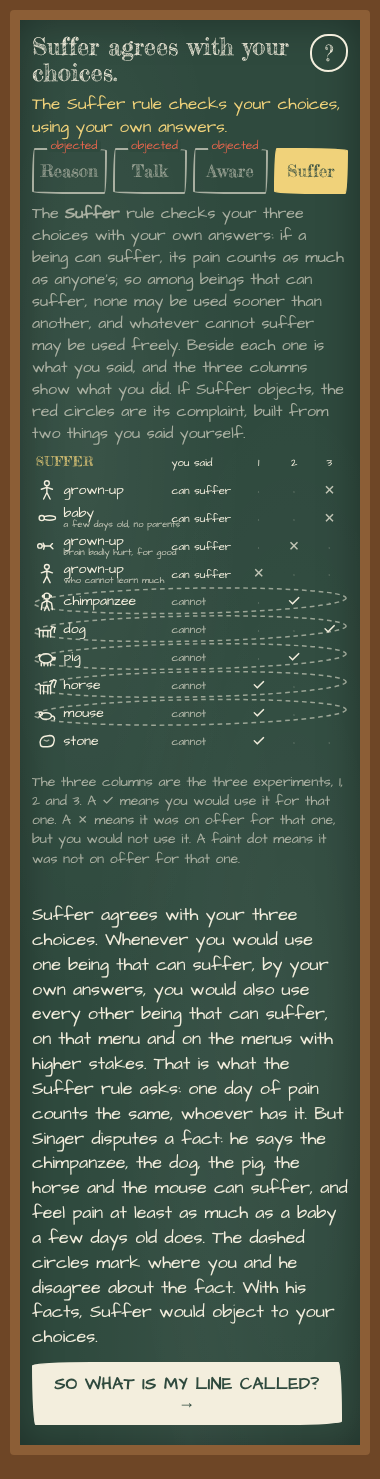 Suffer agrees with your
choices.
?
The Suffer rule checks your choices,
using your own answers.
objected objected objected
Reason Talk Aware Suffer
The Suffer rule checks your three
choices with your own answers: if a
being can suffer, its pain counts as much
as anyone's; so among beings that can
suffer, none may be used sooner than
another, and whatever cannot suffer
may be used freely. Beside each one is
what you said, and the three columns
show what you did. If Suffer objects, the
red circles are its complaint, built from
two things you said yourself.
SUFFER you said 1 2 3
grown-up can suffer · · ×
baby can suffer · · ×
a few days old, no parents
grown-up can suffer · × ·
brain badly hurt, for good
grown-up can suffer × · ·
who cannot learn much
chimpanzee cannot · ✓ ·
dog cannot · · ✓
pig cannot · ✓ ·
horse cannot ✓ · ·
mouse cannot ✓ · ·
stone cannot ✓ · ·
The three columns are the three experiments, 1,
2 and 3. A ✓ means you would use it for that
one. A × means it was on offer for that one,
but you would not use it. A faint dot means it
was not on offer for that one.
Suffer agrees with your three
choices. Whenever you would use
one being that can suffer, by your
own answers, you would also use
every other being that can suffer,
on that menu and on the menus with
higher stakes. That is what the
Suffer rule asks: one day of pain
counts the same, whoever has it. But
Singer disputes a fact: he says the
chimpanzee, the dog, the pig, the
horse and the mouse can suffer, and
feel pain at least as much as a baby
a few days old does. The dashed
circles mark where you and he
disagree about the fact. With his
facts, Suffer would object to your
choices.
SO WHAT IS MY LINE CALLED?
→